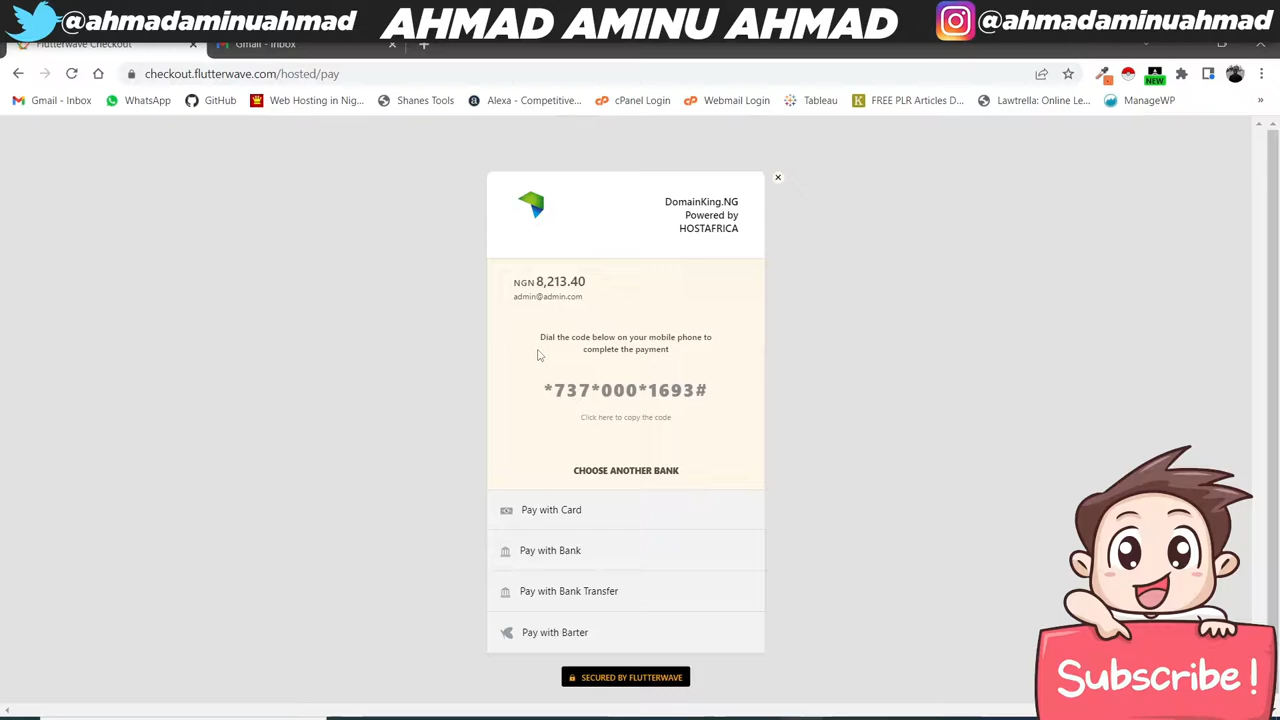 @ahmadaminuahmad
AHMAD AMINU AHMAD
@ahmadaminuahmad
Flutterwave Checkout
Gmail - Inbox
checkout.flutterwave.com/hosted/pay
NEW
Gmail - Inbox
WhatsApp
GitHub
Web Hosting in Nig...
Shanes Tools
Alexa - Competitive...
cPanel Login
Webmail Login
Tableau
FREE PLR Articles D...
Lawtrella: Online Le...
ManageWP
»
DomainKing.NG
Powered by
HOSTAFRICA
NGN 8,213.40
admin@admin.com
Dial the code below on your mobile phone to
complete the payment
*737*000*1693#
Click here to copy the code
CHOOSE ANOTHER BANK
Pay with Card
Pay with Bank
Pay with Bank Transfer
Pay with Barter
SECURED BY FLUTTERWAVE
Subscribe !